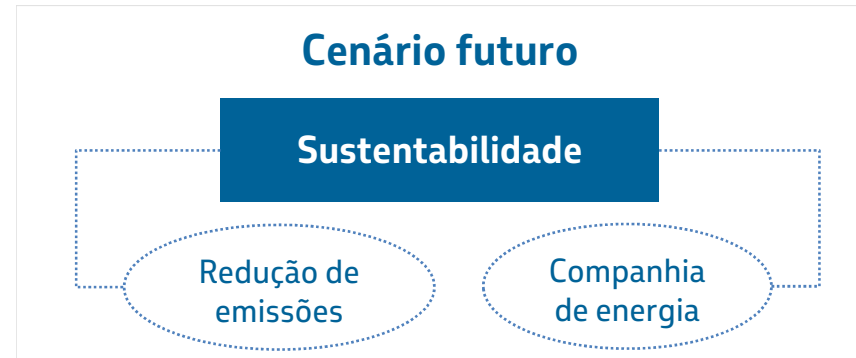 Cenário futuro
Sustentabilidade
Redução de
emissões
Companhia
de energia